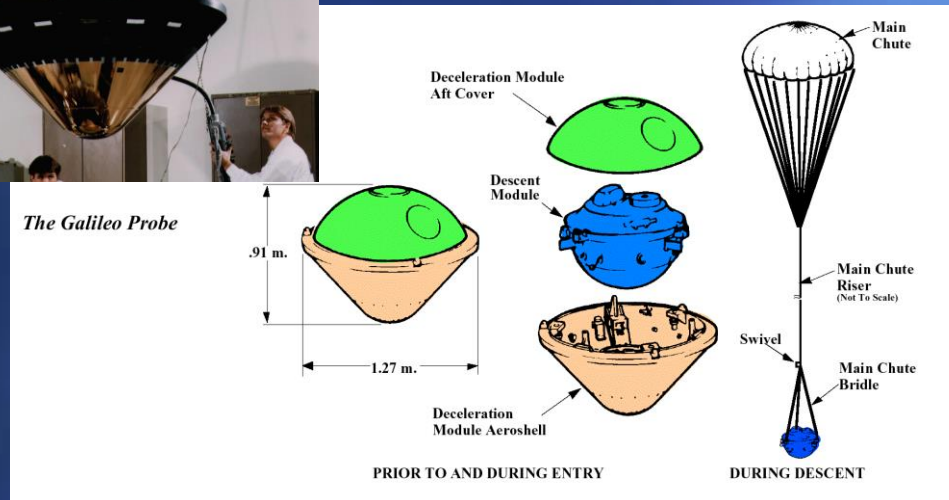 The Galileo Probe
.91 m.
1.27 m.
Deceleration Module
Aft Cover
Descent
Module
Deceleration
Module Aeroshell
PRIOR TO AND DURING ENTRY
Main
Chute
Main Chute
Riser
(Not To Scale)
Swivel
Main Chute
Bridle
DURING DESCENT